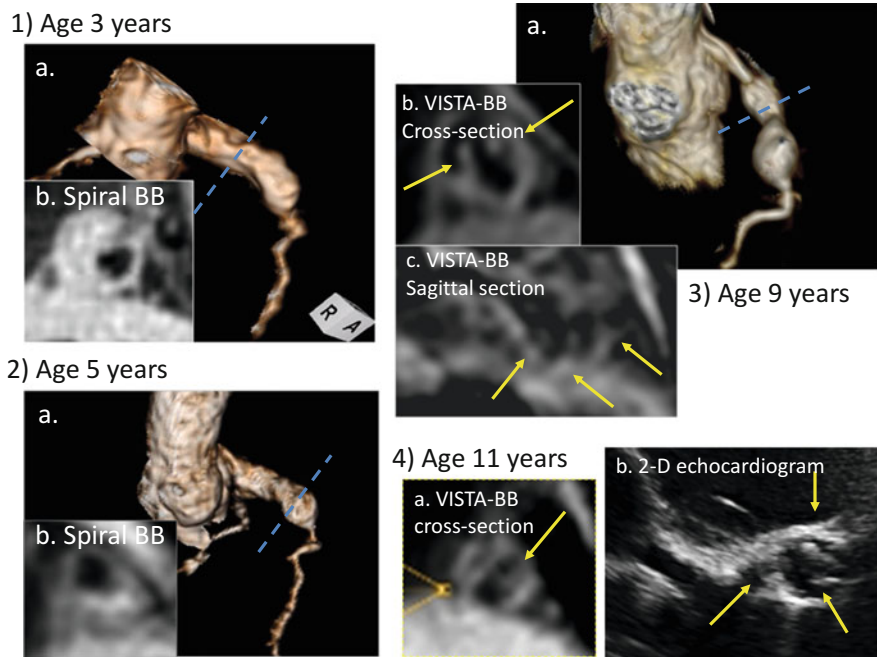 1) Age 3 years
a.
b. Spiral BB
R A
2) Age 5 years
a.
b. Spiral BB
a.
b. VISTA-BB
Cross-section
c. VISTA-BB
Sagittal section
3) Age 9 years
4) Age 11 years
a. VISTA-BB
cross-section
b. 2-D echocardiogram